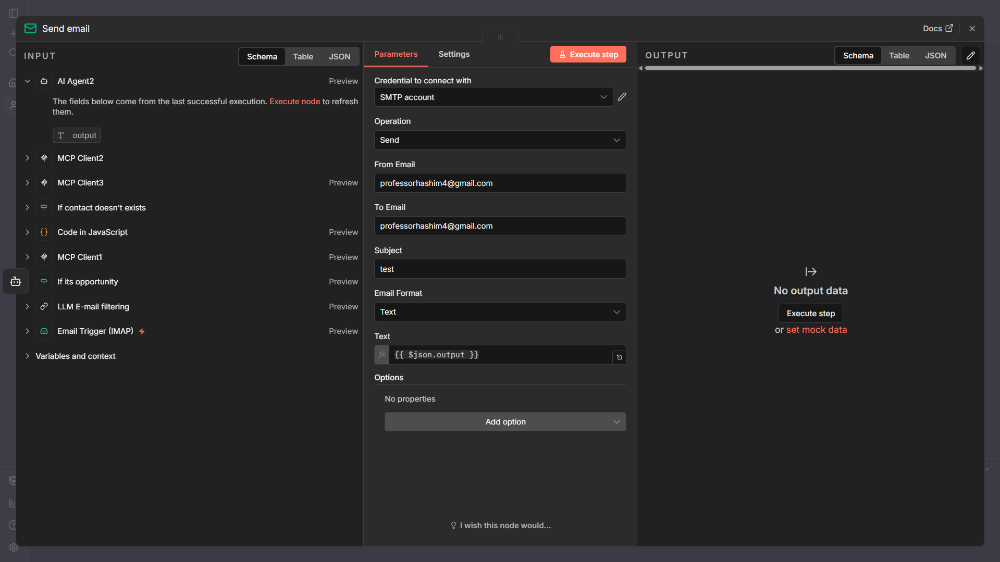 Send email
Docs
INPUT
Schema
Table
JSON
AI Agent2
Preview
The fields below come from the last successful execution. Execute node to refresh
them.
T output
MCP Client2
MCP Client3
Preview
If contact doesn't exists
Code in JavaScript
Preview
MCP Client1
Preview
If its opportunity
Preview
LLM E-mail filtering
Preview
Email Trigger (IMAP)
Preview
Variables and context
Parameters
Settings
Execute step
Credential to connect with
SMTP account
Operation
Send
From Email
professorhashim4@gmail.com
To Email
professorhashim4@gmail.com
Subject
test
Email Format
Text
Text
fx {{ $json.output }}
Options
No properties
Add option
I wish this node would...
OUTPUT
Schema
Table
JSON
No output data
Execute step
or set mock data